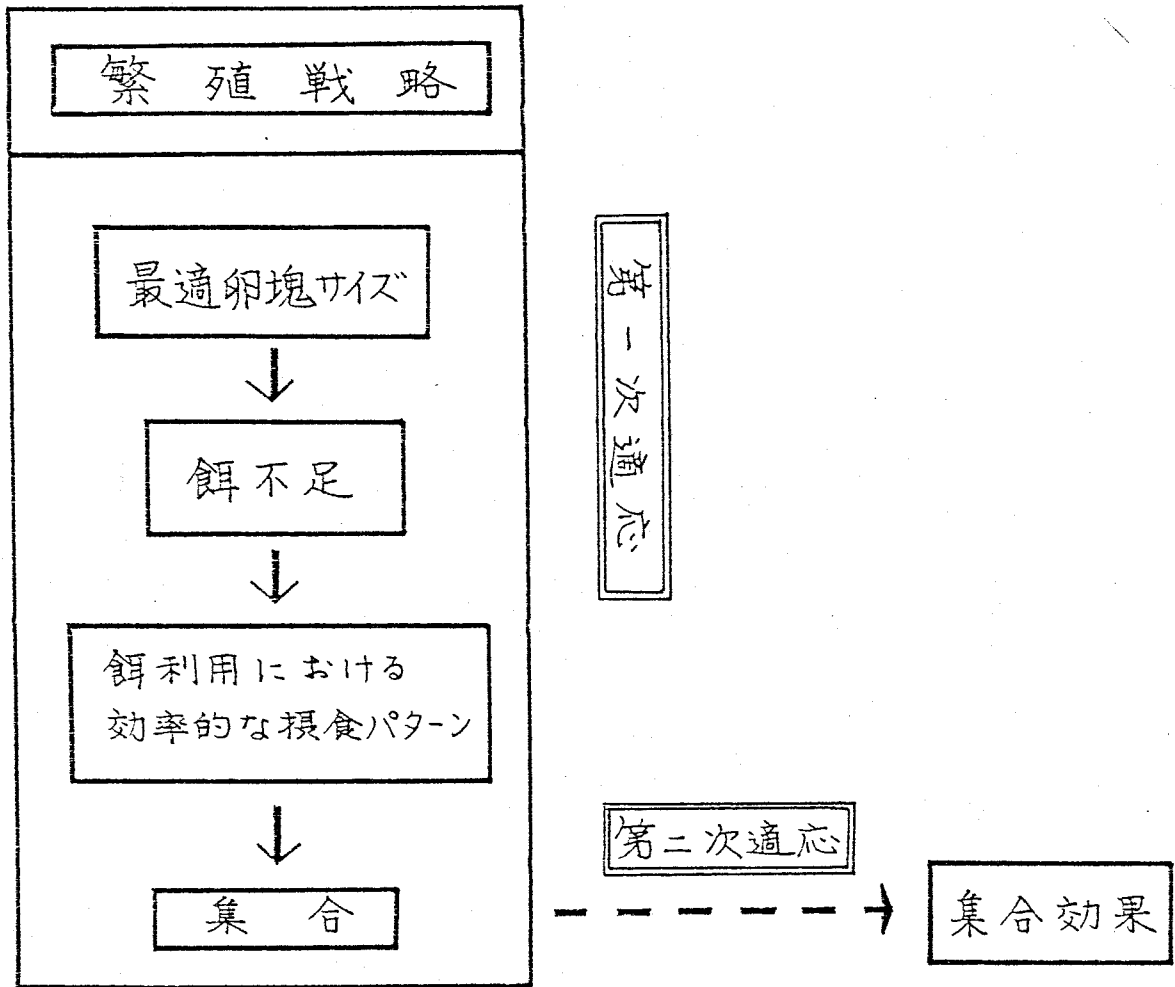 繁殖戦略
最適卵塊サイズ
餌不足
餌利用における
効率的な摂食パターン
集合
第一次適応
第二次適応
集合効果